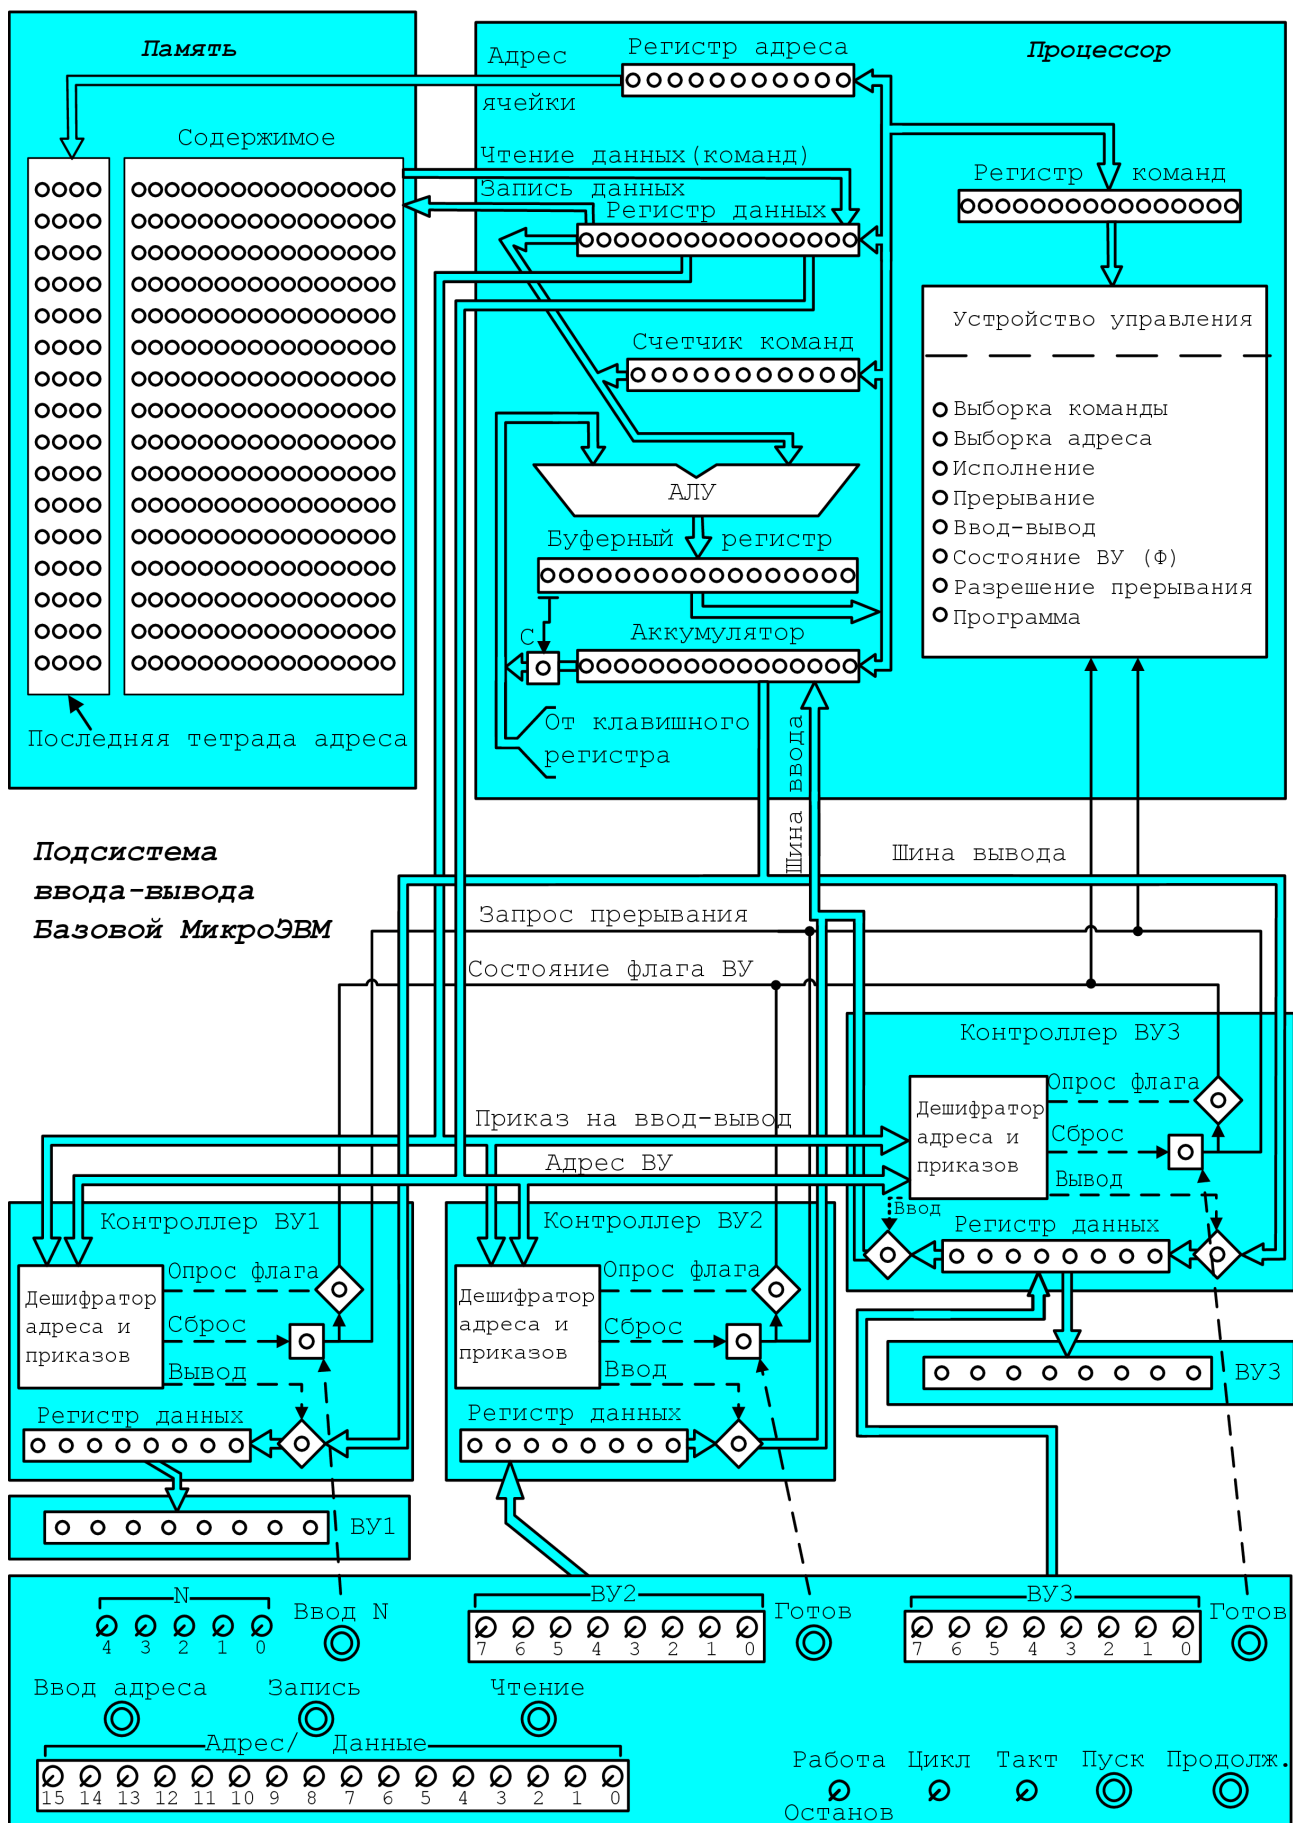 Память
Процессор
Адрес
ячейки
Регистр адреса
Содержимое
Чтение данных(команд)
Запись данных
Регистр данных
Регистр команд
Устройство управления
Счетчик команд
Выборка команды
Выборка адреса
Исполнение
Прерывание
Ввод-вывод
Состояние ВУ (Ф)
Разрешение прерывания
Программа
АЛУ
Буферный регистр
С
Аккумулятор
От клавишного
регистра
Последняя тетрада адреса
Шина ввода
Шина вывода
Подсистема
ввода-вывода
Базовой МикроЭВМ
Запрос прерывания
Состояние флага ВУ
Контроллер ВУ3
Опрос флага
Дешифратор
адреса и
приказов
Сброс
Вывод
Ввод
Регистр данных
Приказ на ввод-вывод
Адрес ВУ
Контроллер ВУ1
Опрос флага
Дешифратор
адреса и
приказов
Сброс
Вывод
Регистр данных
Контроллер ВУ2
Опрос флага
Дешифратор
адреса и
приказов
Сброс
Ввод
Регистр данных
ВУ3
ВУ1
N
4 3 2 1 0
Ввод N
ВУ2
7 6 5 4 3 2 1 0
Готов
ВУ3
7 6 5 4 3 2 1 0
Готов
Ввод адреса
Запись
Чтение
Адрес/ Данные
15 14 13 12 11 10 9 8 7 6 5 4 3 2 1 0
Работа
Останов
Цикл
Такт
Пуск
Продолж.